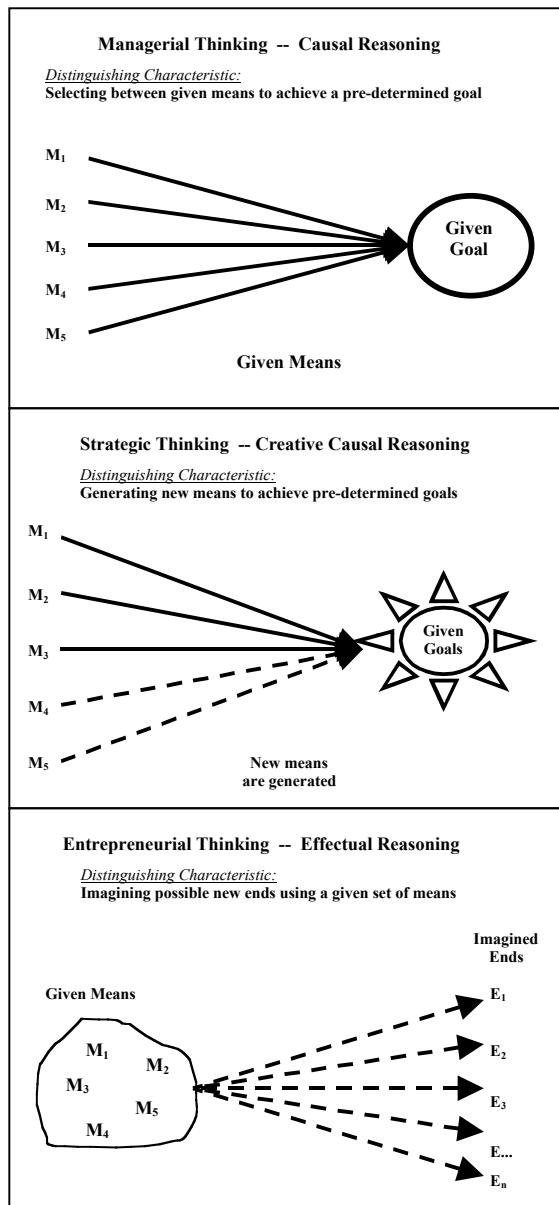 Managerial Thinking -- Causal Reasoning
Distinguishing Characteristic:
Selecting between given means to achieve a pre-determined goal
M₁
M₂
M₃
M₄
M₅
Given
Goal
Given Means
Strategic Thinking -- Creative Causal Reasoning
Distinguishing Characteristic:
Generating new means to achieve pre-determined goals
M₁
M₂
M₃
M₄
M₅
Given
Goals
New means
are generated
Entrepreneurial Thinking -- Effectual Reasoning
Distinguishing Characteristic:
Imagining possible new ends using a given set of means
Imagined
Ends
Given Means
M₁
M₂
M₃
M₅
M₄
E₁
E₂
E₃
E...
Eₙ